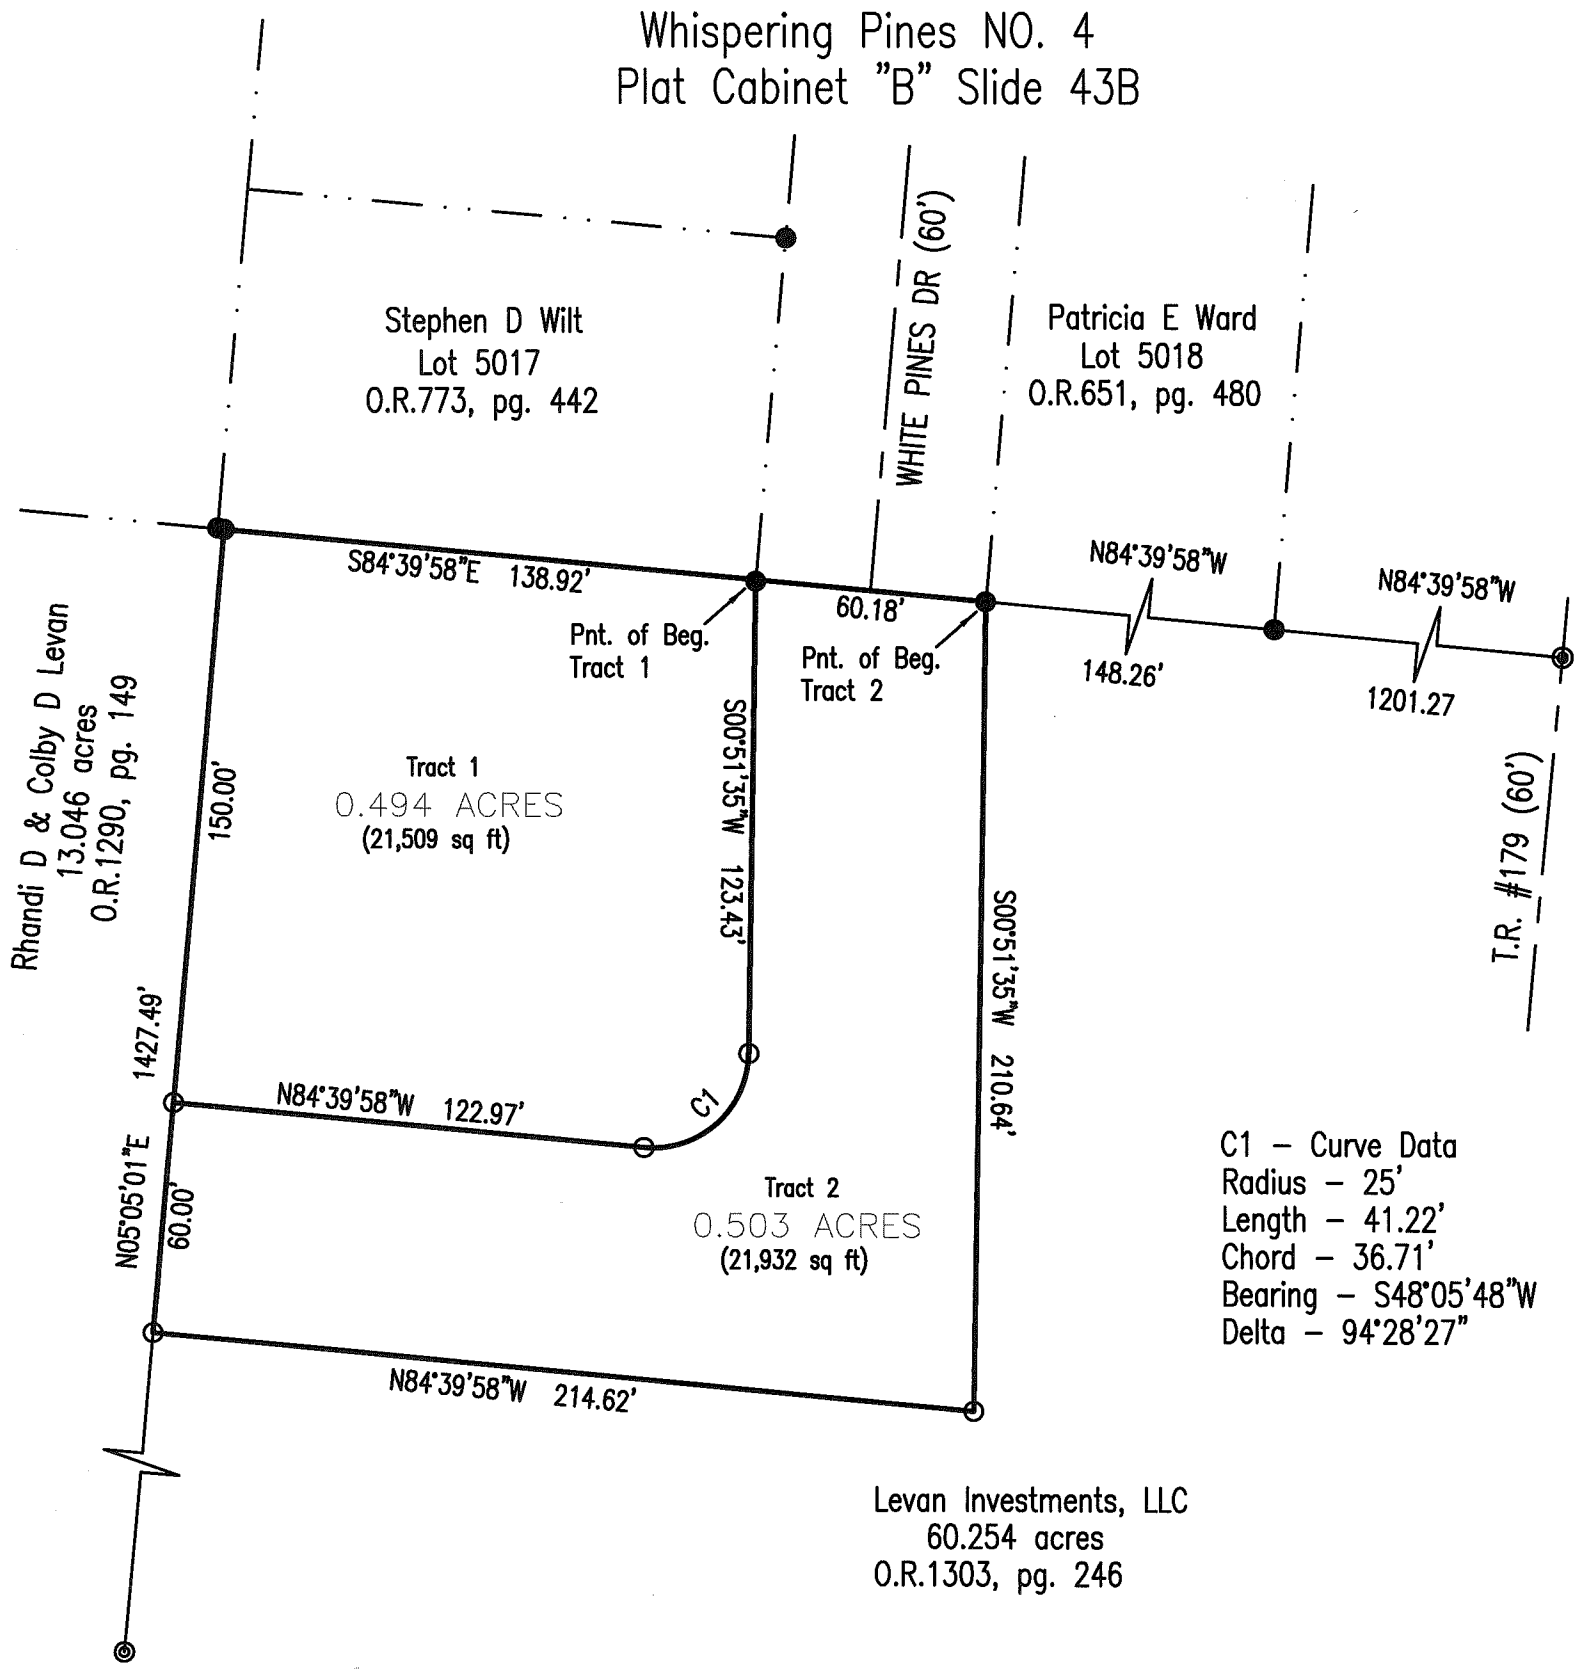 Whispering Pines NO. 4
Plat Cabinet "B" Slide 43B
WHITE PINES DR (60')
Stephen D Wilt
Lot 5017
O.R.773, pg. 442
Patricia E Ward
Lot 5018
O.R.651, pg. 480
S84°39'58"E 138.92'
60.18'
N84°39'58"W
148.26'
N84°39'58"W
1201.27
Pnt. of Beg.
Tract 1
Pnt. of Beg.
Tract 2
Rhandi D & Colby D Levan
13.046 acres
O.R.1290, pg. 149
150.00'
Tract 1
0.494 ACRES
(21,509 sq ft)
S00°51'35"W 123.43'
S00°51'35"W 210.64'
T.R. #179 (60')
N05°05'01"E 1427.49'
60.00'
N84°39'58"W 122.97'
C1
Tract 2
0.503 ACRES
(21,932 sq ft)
C1 – Curve Data
Radius – 25'
Length – 41.22'
Chord – 36.71'
Bearing – S48°05'48"W
Delta – 94°28'27"
N84°39'58"W 214.62'
Levan Investments, LLC
60.254 acres
O.R.1303, pg. 246